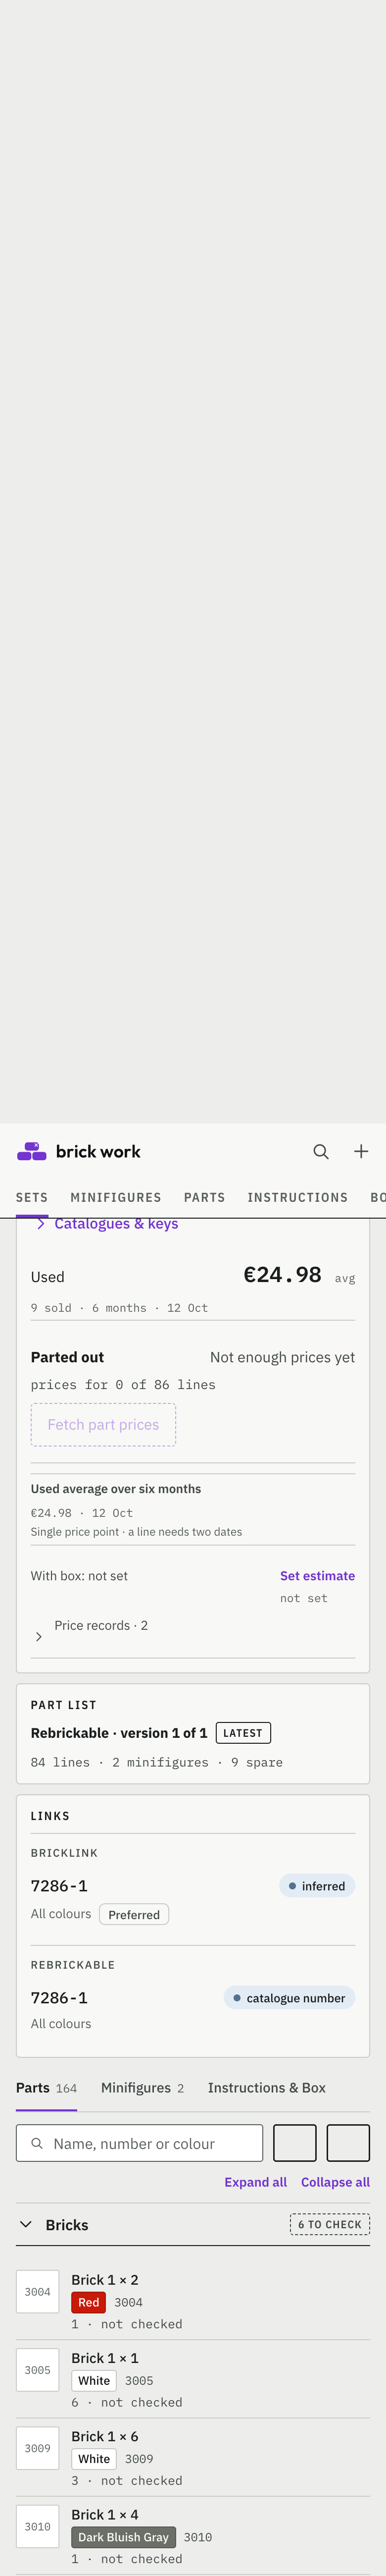 brick work
SETS MINIFIGURES PARTS INSTRUCTIONS BO
Catalogues & keys
Used €24.98 avg
9 sold · 6 months · 12 Oct
Parted out Not enough prices yet
prices for 0 of 86 lines
Fetch part prices
Used average over six months
€24.98 · 12 Oct
Single price point · a line needs two dates
With box: not set Set estimate
not set
Price records · 2
PART LIST
Rebrickable · version 1 of 1 LATEST
84 lines · 2 minifigures · 9 spare
LINKS
BRICKLINK
7286-1 inferred
All colours Preferred
REBRICKABLE
7286-1 catalogue number
All colours
Parts 164 Minifigures 2 Instructions & Box
Name, number or colour
Expand all Collapse all
Bricks 6 TO CHECK
3004 Brick 1 × 2
Red 3004
1 · not checked
3005 Brick 1 × 1
White 3005
6 · not checked
3009 Brick 1 × 6
White 3009
3 · not checked
3010 Brick 1 × 4
Dark Bluish Gray 3010
1 · not checked